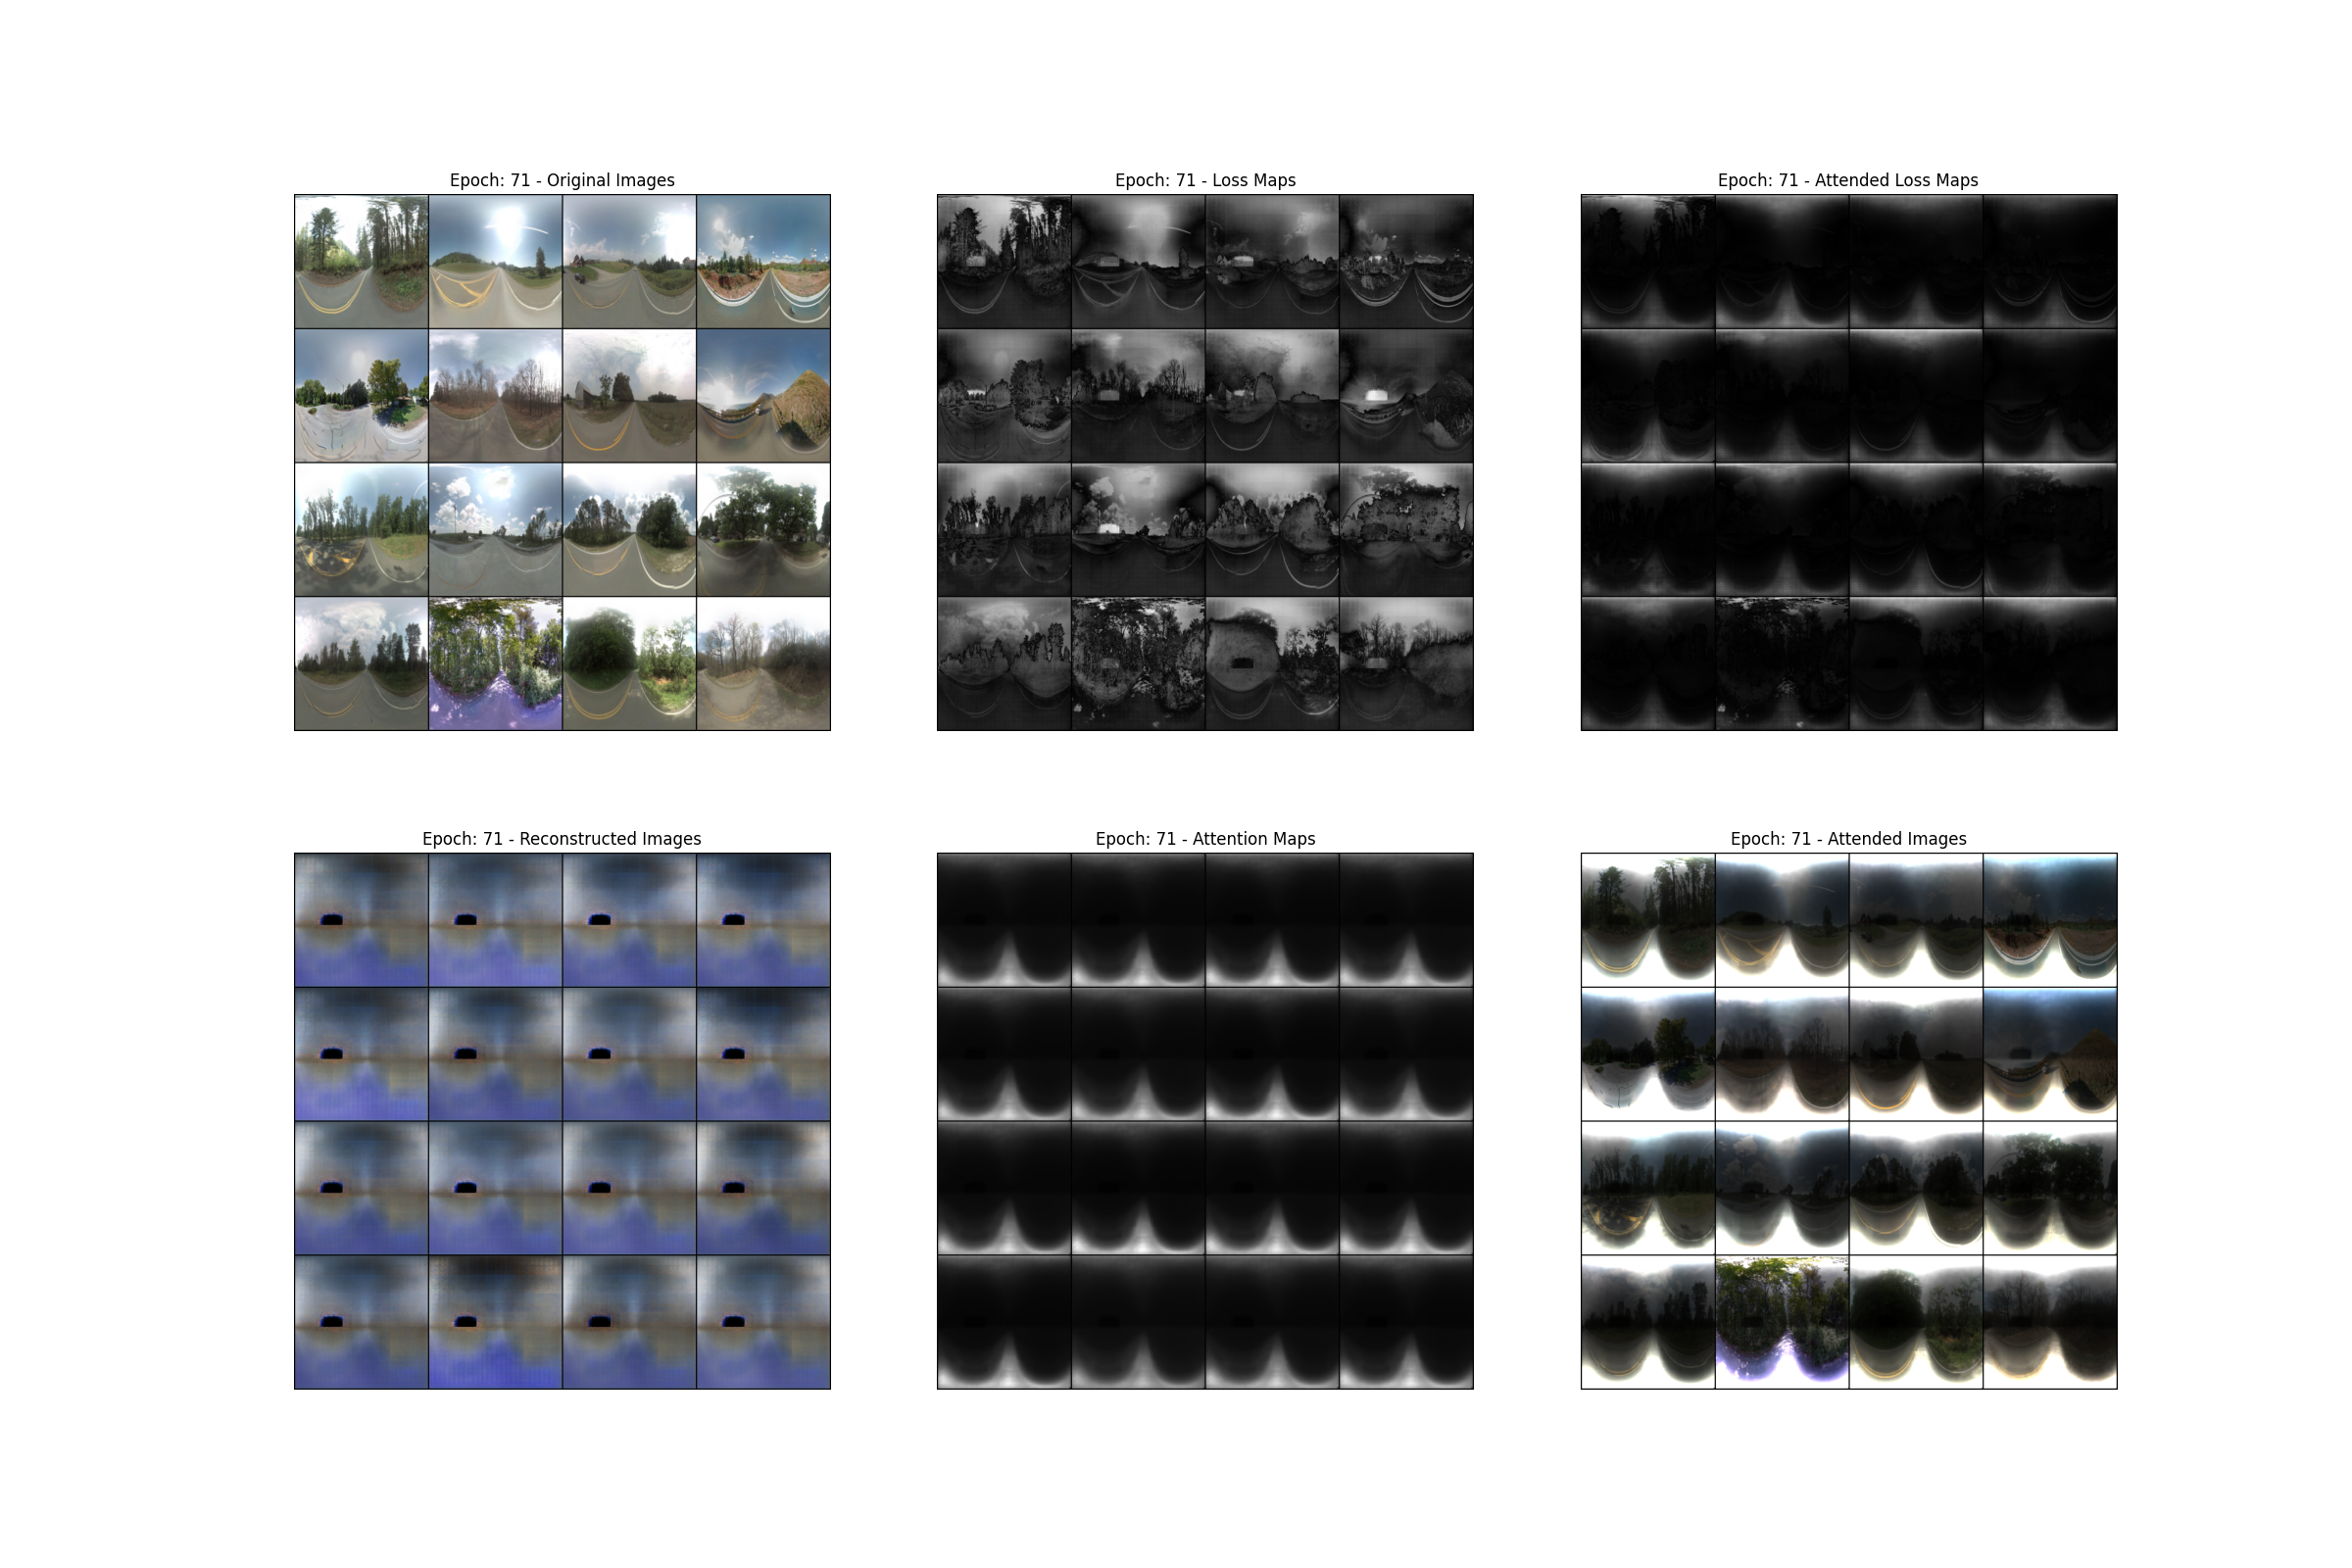 Epoch: 71 - Original Images
Epoch: 71 - Loss Maps
Epoch: 71 - Attended Loss Maps
Epoch: 71 - Reconstructed Images
Epoch: 71 - Attention Maps
Epoch: 71 - Attended Images